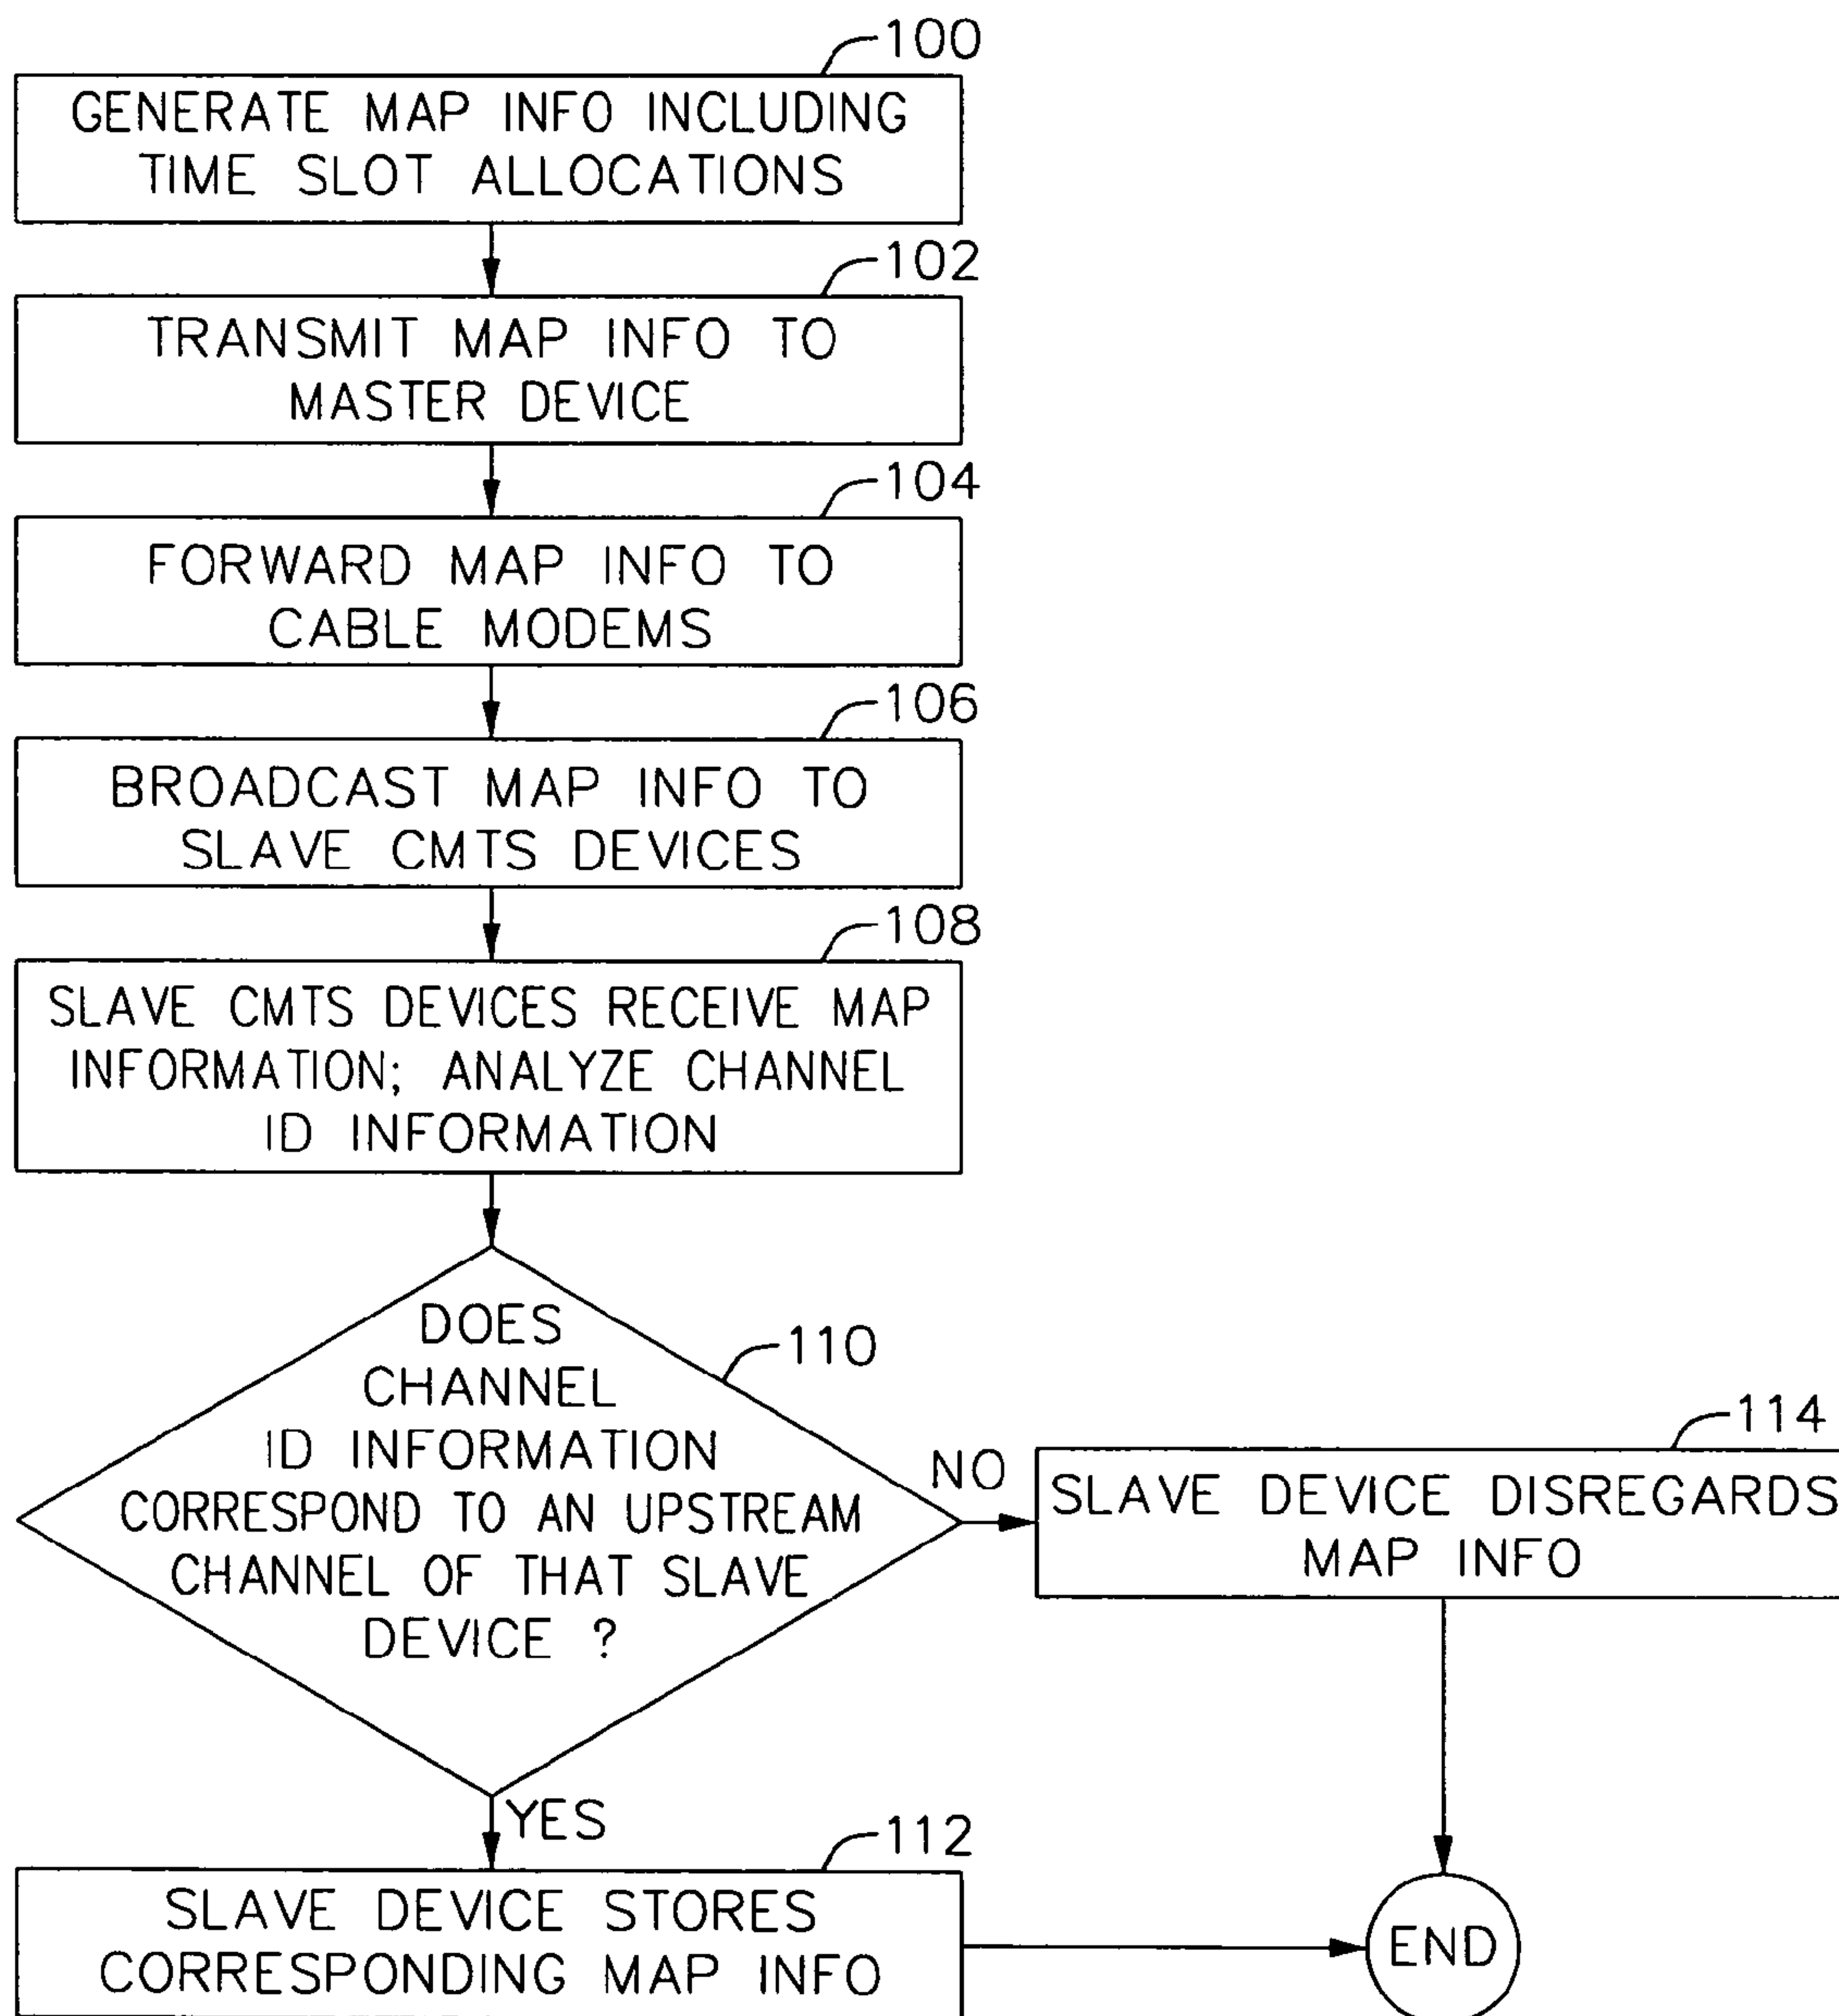 100
GENERATE MAP INFO INCLUDING
TIME SLOT ALLOCATIONS
102
TRANSMIT MAP INFO TO
MASTER DEVICE
104
FORWARD MAP INFO TO
CABLE MODEMS
106
BROADCAST MAP INFO TO
SLAVE CMTS DEVICES
108
SLAVE CMTS DEVICES RECEIVE MAP
INFORMATION; ANALYZE CHANNEL
ID INFORMATION
110
DOES
CHANNEL
ID INFORMATION
CORRESPOND TO AN UPSTREAM
CHANNEL OF THAT SLAVE
DEVICE ?
NO
114
SLAVE DEVICE DISREGARDS
MAP INFO
YES
112
SLAVE DEVICE STORES
CORRESPONDING MAP INFO
END